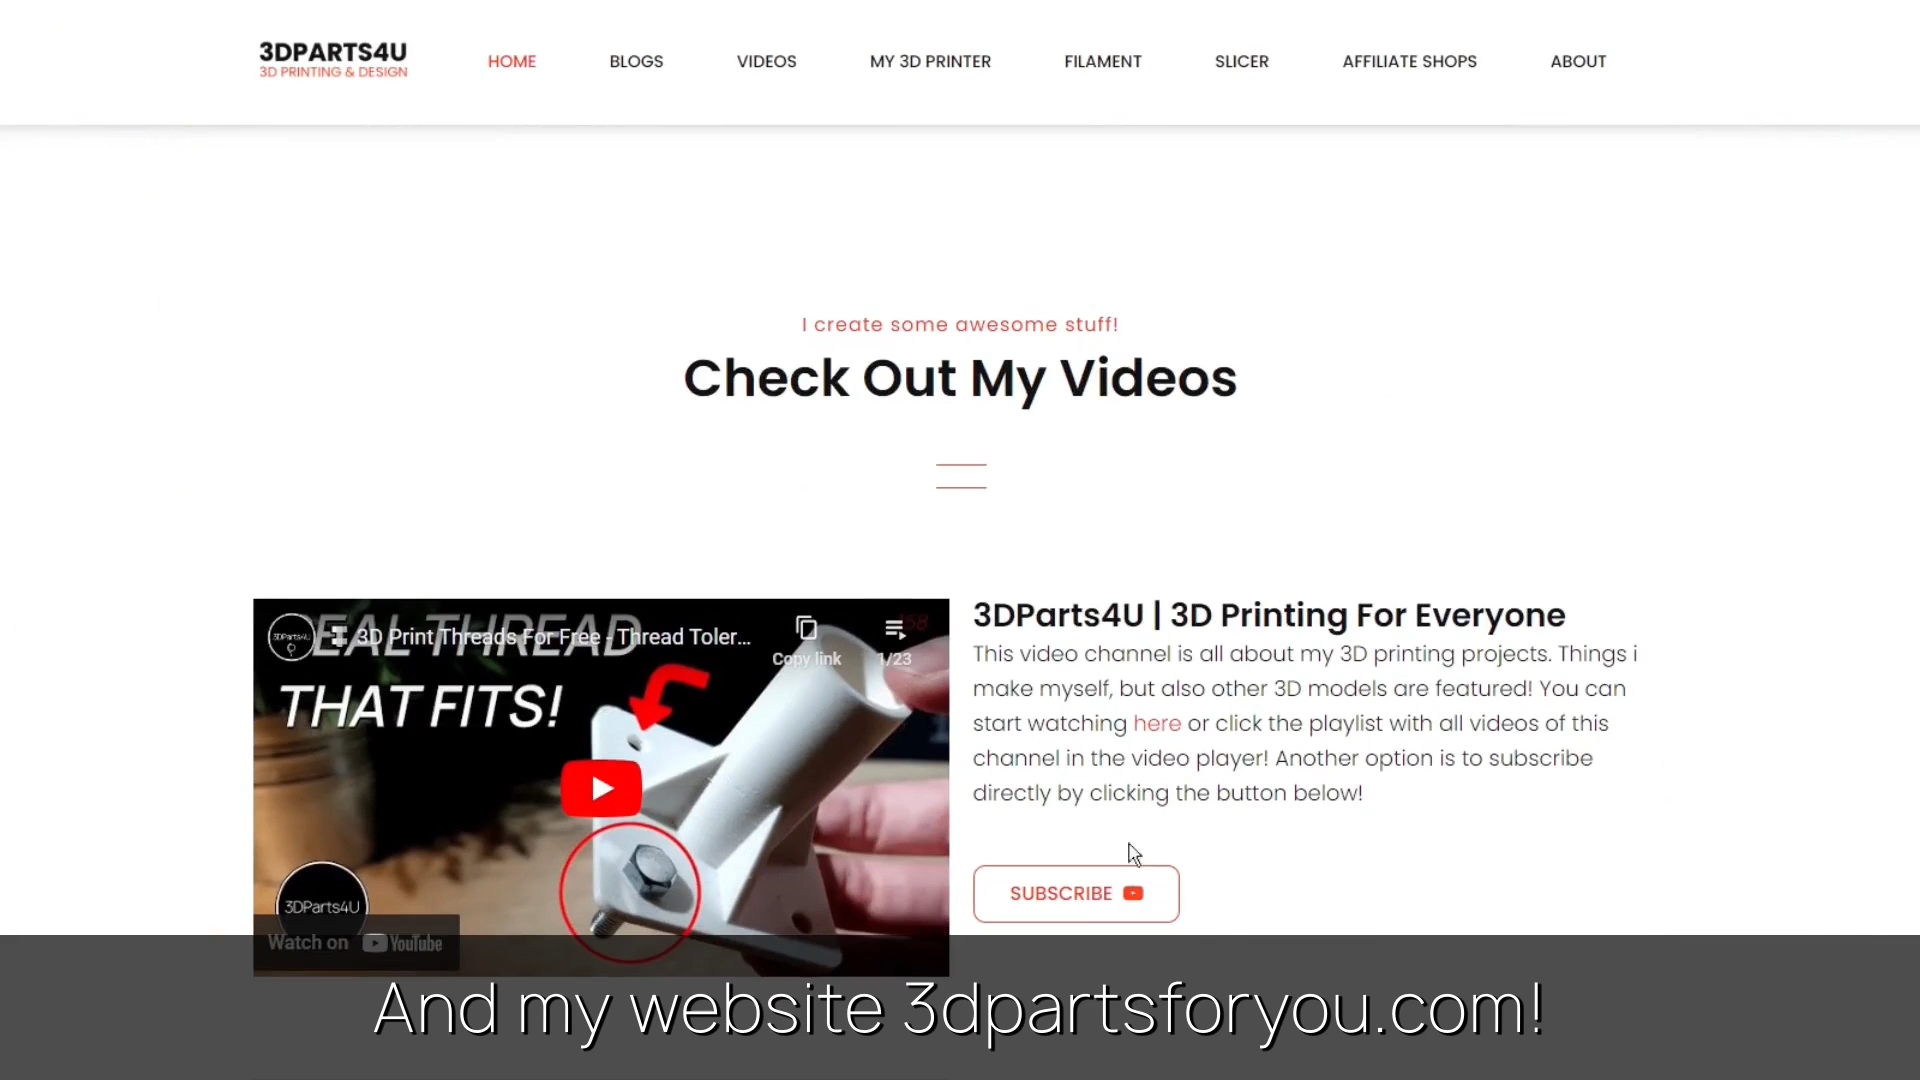 3DPARTS4U
3D PRINTING & DESIGN
HOME
BLOGS
VIDEOS
MY 3D PRINTER
FILAMENT
SLICER
AFFILIATE SHOPS
ABOUT
I create some awesome stuff!
Check Out My Videos
3DParts4U
3D Print Threads For Free - Thread Toler...
Copy link
1/23
THREAD
THAT FITS!
3DParts4U
Watch on YouTube
3DParts4U | 3D Printing For Everyone
This video channel is all about my 3D printing projects. Things i
make myself, but also other 3D models are featured! You can
start watching here or click the playlist with all videos of this
channel in the video player! Another option is to subscribe
directly by clicking the button below!
SUBSCRIBE
And my website 3dpartsforyou.com!